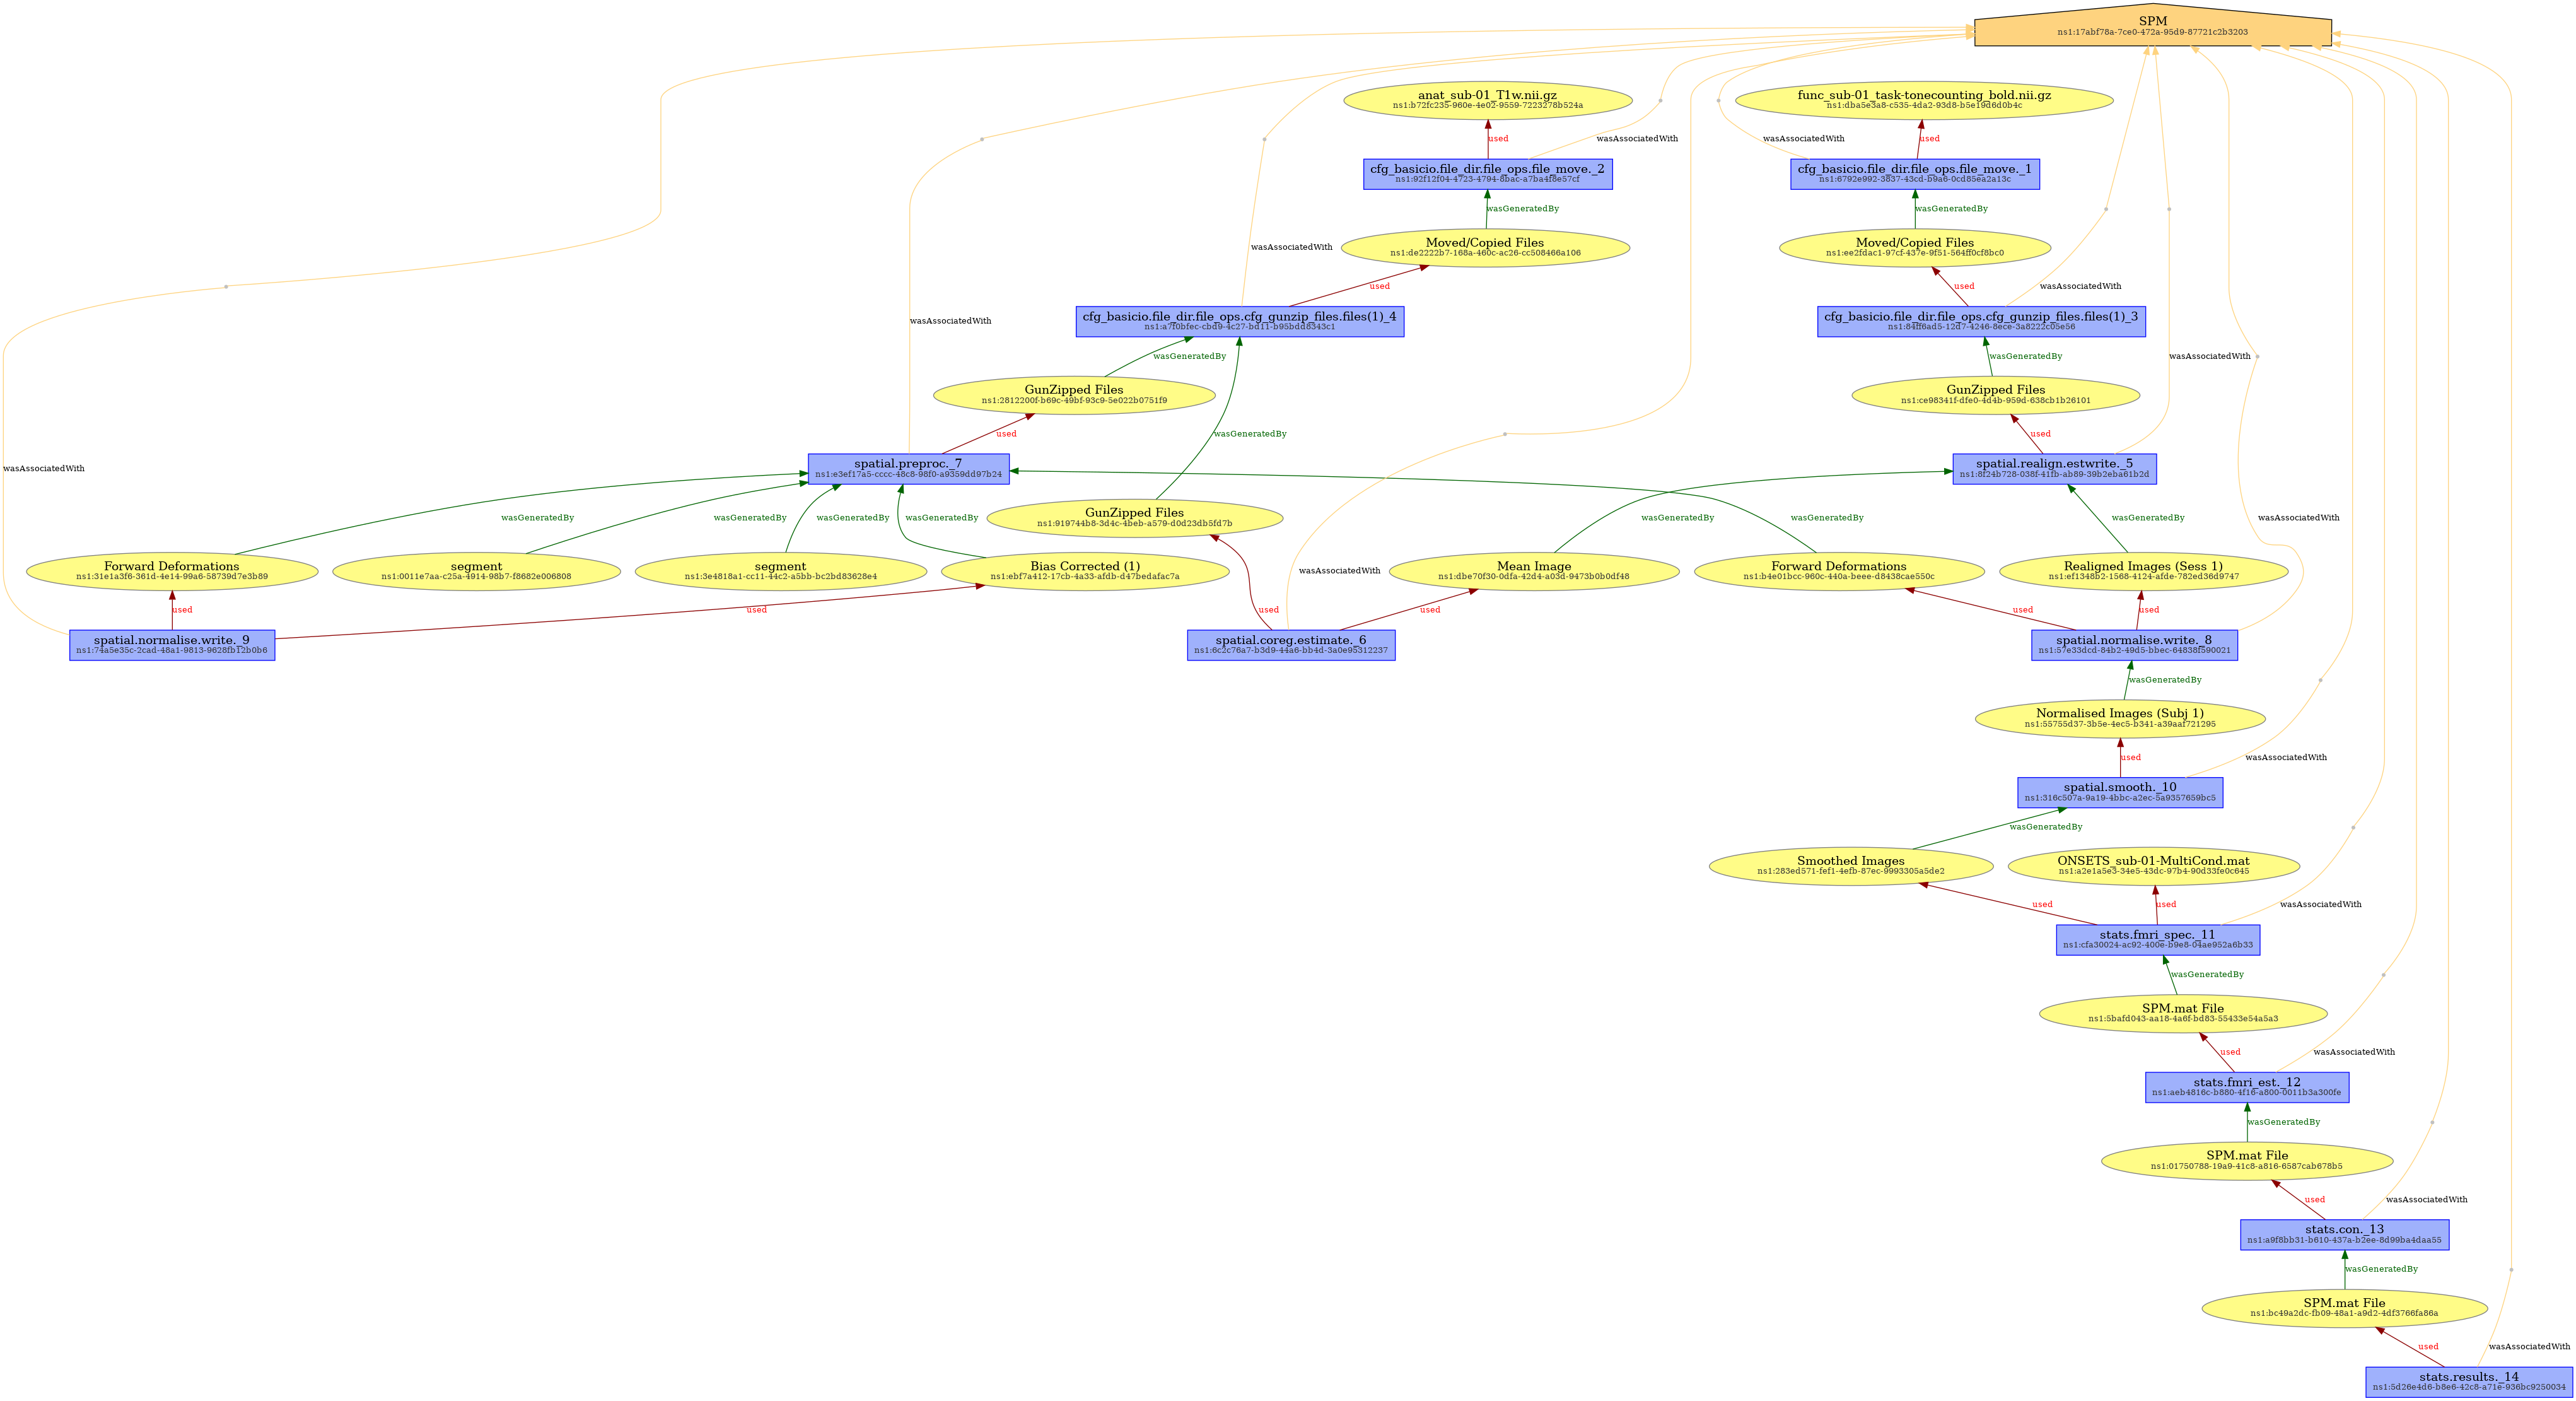 SPM
ns1:17abf78a-7ce0-472a-95d9-87721c2b3203
anat_sub-01_T1w.nii.gz
ns1:b72fc235-960e-4e02-9559-7223278b524a
func_sub-01_task-tonecounting_bold.nii.gz
ns1:dba5e3a8-c535-4da2-93d8-b5e19d6d0b4c
used
wasAssociatedWith
wasAssociatedWith
used
cfg_basicio.file_dir.file_ops.file_move._2
ns1:92f12f04-4723-4794-8bac-a7ba4f8e57cf
cfg_basicio.file_dir.file_ops.file_move._1
ns1:6792e992-3837-43cd-b9a6-0cd85ea2a13c
wasGeneratedBy
wasGeneratedBy
Moved/Copied Files
ns1:de2222b7-168a-460c-ac26-cc508466a106
Moved/Copied Files
ns1:ee2fdac1-97cf-437e-9f51-564ff0cf8bc0
wasAssociatedWith
used
used
wasAssociatedWith
wasAssociatedWith
cfg_basicio.file_dir.file_ops.cfg_gunzip_files.files(1)_4
ns1:a7f0bfec-cbd9-4c27-bd11-b95bdd8343c1
cfg_basicio.file_dir.file_ops.cfg_gunzip_files.files(1)_3
ns1:84ff6ad5-12d7-4246-8ece-3a8222c05e56
wasGeneratedBy
wasGeneratedBy
wasAssociatedWith
GunZipped Files
ns1:2812200f-b69c-49bf-93c9-5e022b0751f9
GunZipped Files
ns1:ce98341f-dfe0-4d4b-959d-638cb1b26101
used
wasGeneratedBy
used
wasAssociatedWith
spatial.preproc._7
ns1:e3ef17a5-cccc-48c8-98f0-a9359dd97b24
spatial.realign.estwrite._5
ns1:8f24b728-038f-41fb-ab89-39b2eba61b2d
GunZipped Files
ns1:919744b8-3d4c-4beb-a579-d0d23db5fd7b
wasGeneratedBy
wasGeneratedBy
wasGeneratedBy
wasGeneratedBy
wasGeneratedBy
wasGeneratedBy
wasGeneratedBy
wasAssociatedWith
Forward Deformations
ns1:31e1a3f6-361d-4e14-99a6-58739d7e3b89
segment
ns1:0011e7aa-c25a-4914-98b7-f8682e006808
segment
ns1:3e4818a1-cc11-44c2-a5bb-bc2bd83628e4
Bias Corrected (1)
ns1:ebf7a412-17cb-4a33-afdb-d47bedafac7a
wasAssociatedWith
Mean Image
ns1:dbe70f30-0dfa-42d4-a03d-9473b0b0df48
Forward Deformations
ns1:b4e01bcc-960c-440a-beee-d8438cae550c
Realigned Images (Sess 1)
ns1:ef1348b2-1568-4124-afde-782ed36d9747
used
used
used
used
used
used
spatial.normalise.write._9
ns1:74a5e35c-2cad-48a1-9813-9628fb12b0b6
spatial.coreg.estimate._6
ns1:6c2c76a7-b3d9-44a6-bb4d-3a0e95312237
spatial.normalise.write._8
ns1:57e33dcd-84b2-49d5-bbec-64838f590021
wasGeneratedBy
Normalised Images (Subj 1)
ns1:55755d37-3b5e-4ec5-b341-a39aaf721295
used
wasAssociatedWith
spatial.smooth._10
ns1:316c507a-9a19-4bbc-a2ec-5a9357659bc5
wasGeneratedBy
Smoothed Images
ns1:283ed571-fef1-4efb-87ec-9993305a5de2
ONSETS_sub-01-MultiCond.mat
ns1:a2e1a5e3-34e5-43dc-97b4-90d33fe0c645
used
used
wasAssociatedWith
stats.fmri_spec._11
ns1:cfa30024-ac92-400e-b9e8-04ae952a6b33
wasGeneratedBy
SPM.mat File
ns1:5bafd043-aa18-4a6f-bd83-55433e54a5a3
used
wasAssociatedWith
stats.fmri_est._12
ns1:aeb4816c-b880-4f16-a800-0011b3a300fe
wasGeneratedBy
SPM.mat File
ns1:01750788-19a9-41c8-a816-6587cab678b5
used
wasAssociatedWith
stats.con._13
ns1:a9f8bb31-b610-437a-b2ee-8d99ba4daa55
wasGeneratedBy
SPM.mat File
ns1:bc49a2dc-fb09-48a1-a9d2-4df3766fa86a
used
wasAssociatedWith
stats.results._14
ns1:5d26e4d6-b8e6-42c8-a71e-936bc9250034